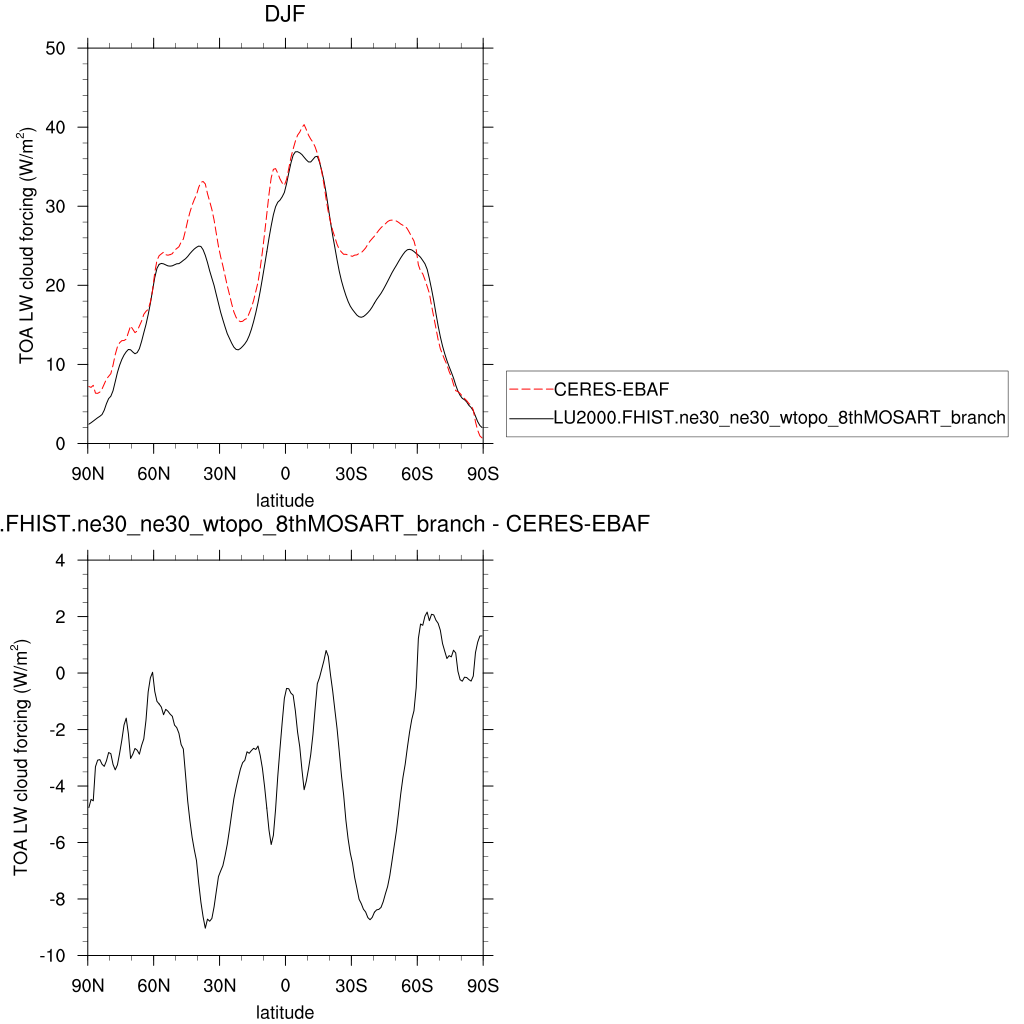 DJF
50
40
30
20
10
0
TOA LW cloud forcing (W/m²)
90N 60N 30N 0 30S 60S 90S
latitude
CERES-EBAF
LU2000.FHIST.ne30_ne30_wtopo_8thMOSART_branch
.FHIST.ne30_ne30_wtopo_8thMOSART_branch - CERES-EBAF
4
2
0
-2
-4
-6
-8
-10
TOA LW cloud forcing (W/m²)
90N 60N 30N 0 30S 60S 90S
latitude